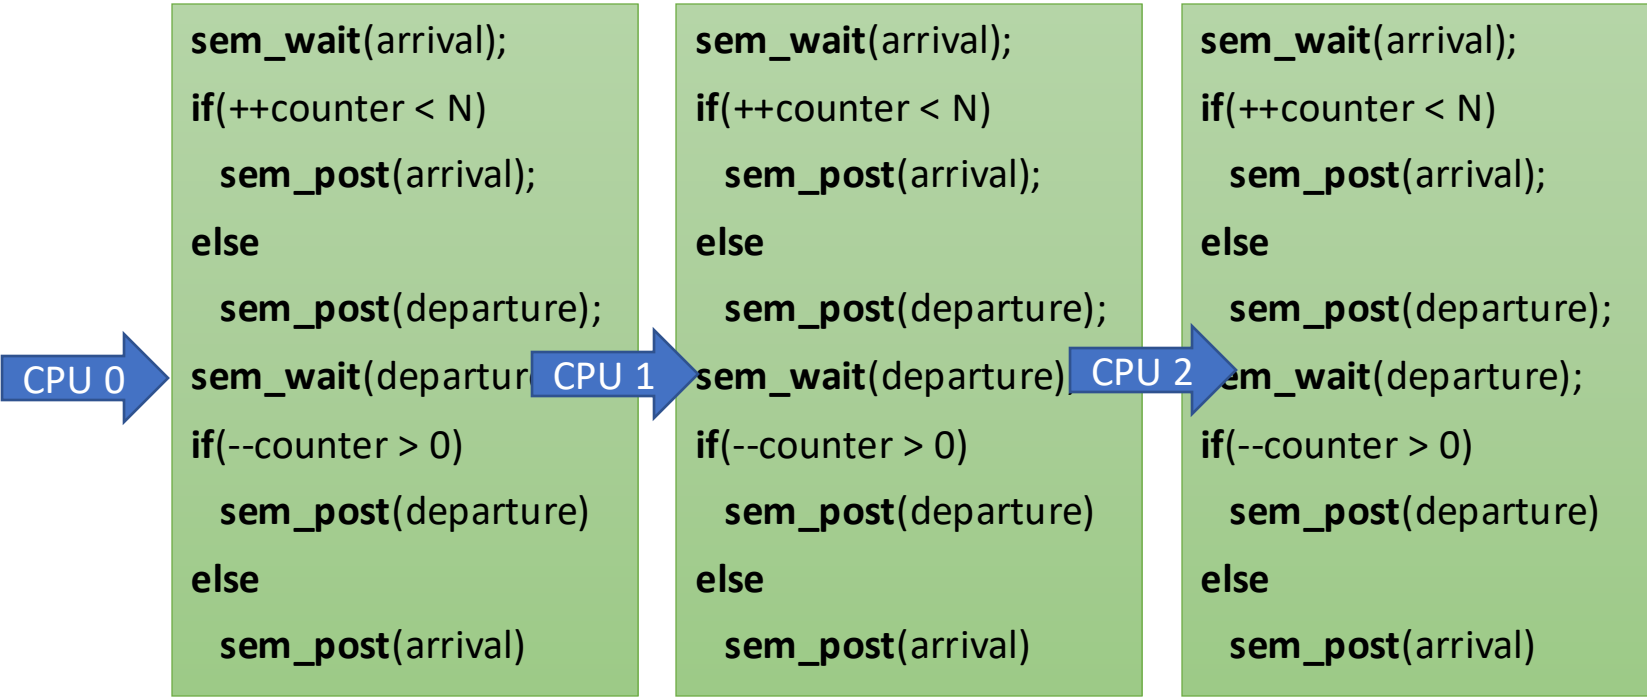 sem_wait(arrival);
if(++counter < N)
sem_post(arrival);
else
sem_post(departure);
CPU 0
sem_wait(departur
if(--counter > 0)
sem_post(departure)
else
sem_post(arrival)
sem_wait(arrival);
if(++counter < N)
sem_post(arrival);
else
sem_post(departure);
CPU 1
sem_wait(departure)
if(--counter > 0)
sem_post(departure)
else
sem_post(arrival)
sem_wait(arrival);
if(++counter < N)
sem_post(arrival);
else
sem_post(departure);
CPU 2
em_wait(departure);
if(--counter > 0)
sem_post(departure)
else
sem_post(arrival)